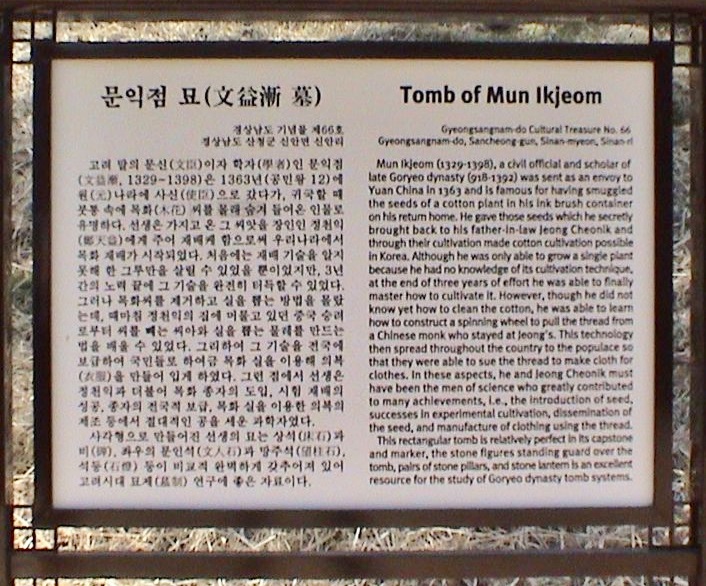 문익점 묘(文益漸 墓)
경상남도 기념물 제66호
경상남도 산청군 신안면 신안리
고려 말의 문신(文臣)이자 학자(學者)인 문익점
(文益漸, 1329~1398)은 1363년(공민왕 12)에
원(元)나라에 사신(使臣)으로 갔다가, 귀국할 때
붓통 속에 목화(木花) 씨를 몰래 숨겨 들어온 인물로
유명하다. 선생은 가지고 온 그 씨앗을 장인인 정천익
(鄭天益)에게 주어 재배케 함으로써 우리나라에서
목화 재배가 시작되었다. 처음에는 재배 기술을 알지
못해 한 그루만을 살릴 수 있었을 뿐이었지만, 3년
간의 노력 끝에 그 기술을 완전히 터득할 수 있었다.
그러나 목화씨를 제거하고 실을 뽑는 방법을 몰랐
는데, 때마침 정천익의 집에 머물고 있던 중국 승려
로부터 씨를 빼는 씨아와 실을 뽑는 물레를 만드는
법을 배울 수 있었다. 그리하여 그 기술을 전국에
보급하여 국민들로 하여금 목화 실을 이용해 의복
(衣服)을 만들어 입게 하였다. 그런 점에서 선생은
정천익과 더불어 목화 종자의 도입, 시험 재배의
성공, 종자의 전국적 보급, 목화 실을 이용한 의복의
제조 등에서 절대적인 공을 세운 과학자였다.
사각형으로 만들어진 선생의 묘는 상석(床石)과
비(碑), 좌우의 문인석(文人石)과 망주석(望柱石),
석등(石燈) 등이 비교적 완벽하게 갖추어져 있어
고려시대 묘제(墓制) 연구에 좋은 자료이다.
Tomb of Mun Ikjeom
Gyeongsangnam-do Cultural Treasure No. 66
Gyeongsangnam-do, Sancheong-gun, Sinan-myeon, Sinan-ri
Mun Ikjeom (1329-1398), a civil official and scholar of
late Goryeo dynasty (918-1392) was sent as an envoy to
Yuan China in 1363 and is famous for having smuggled
the seeds of a cotton plant in his ink brush container
on his return home. He gave those seeds which he secretly
brought back to his father-in-law Jeong Cheonik and
through their cultivation made cotton cultivation possible
in Korea. Although he was only able to grow a single plant
because he had no knowledge of its cultivation technique,
at the end of three years of effort he was able to finally
master how to cultivate it. However, though he did not
know yet how to clean the cotton, he was able to learn
how to construct a spinning wheel to pull the thread from
a Chinese monk who stayed at Jeong's. This technology
then spread throughout the country to the populace so
that they were able to sue the thread to make cloth for
clothes. In these aspects, he and Jeong Cheonik must
have been the men of science who greatly contributed
to many achievements, i.e., the introduction of seed,
successes in experimental cultivation, dissemination of
the seed, and manufacture of clothing using the thread.
This rectangular tomb is relatively perfect in its capstone
and marker, the stone figures standing guard over the
tomb, pairs of stone pillars, and stone lantern is an excellent
resource for the study of Goryeo dynasty tomb systems.